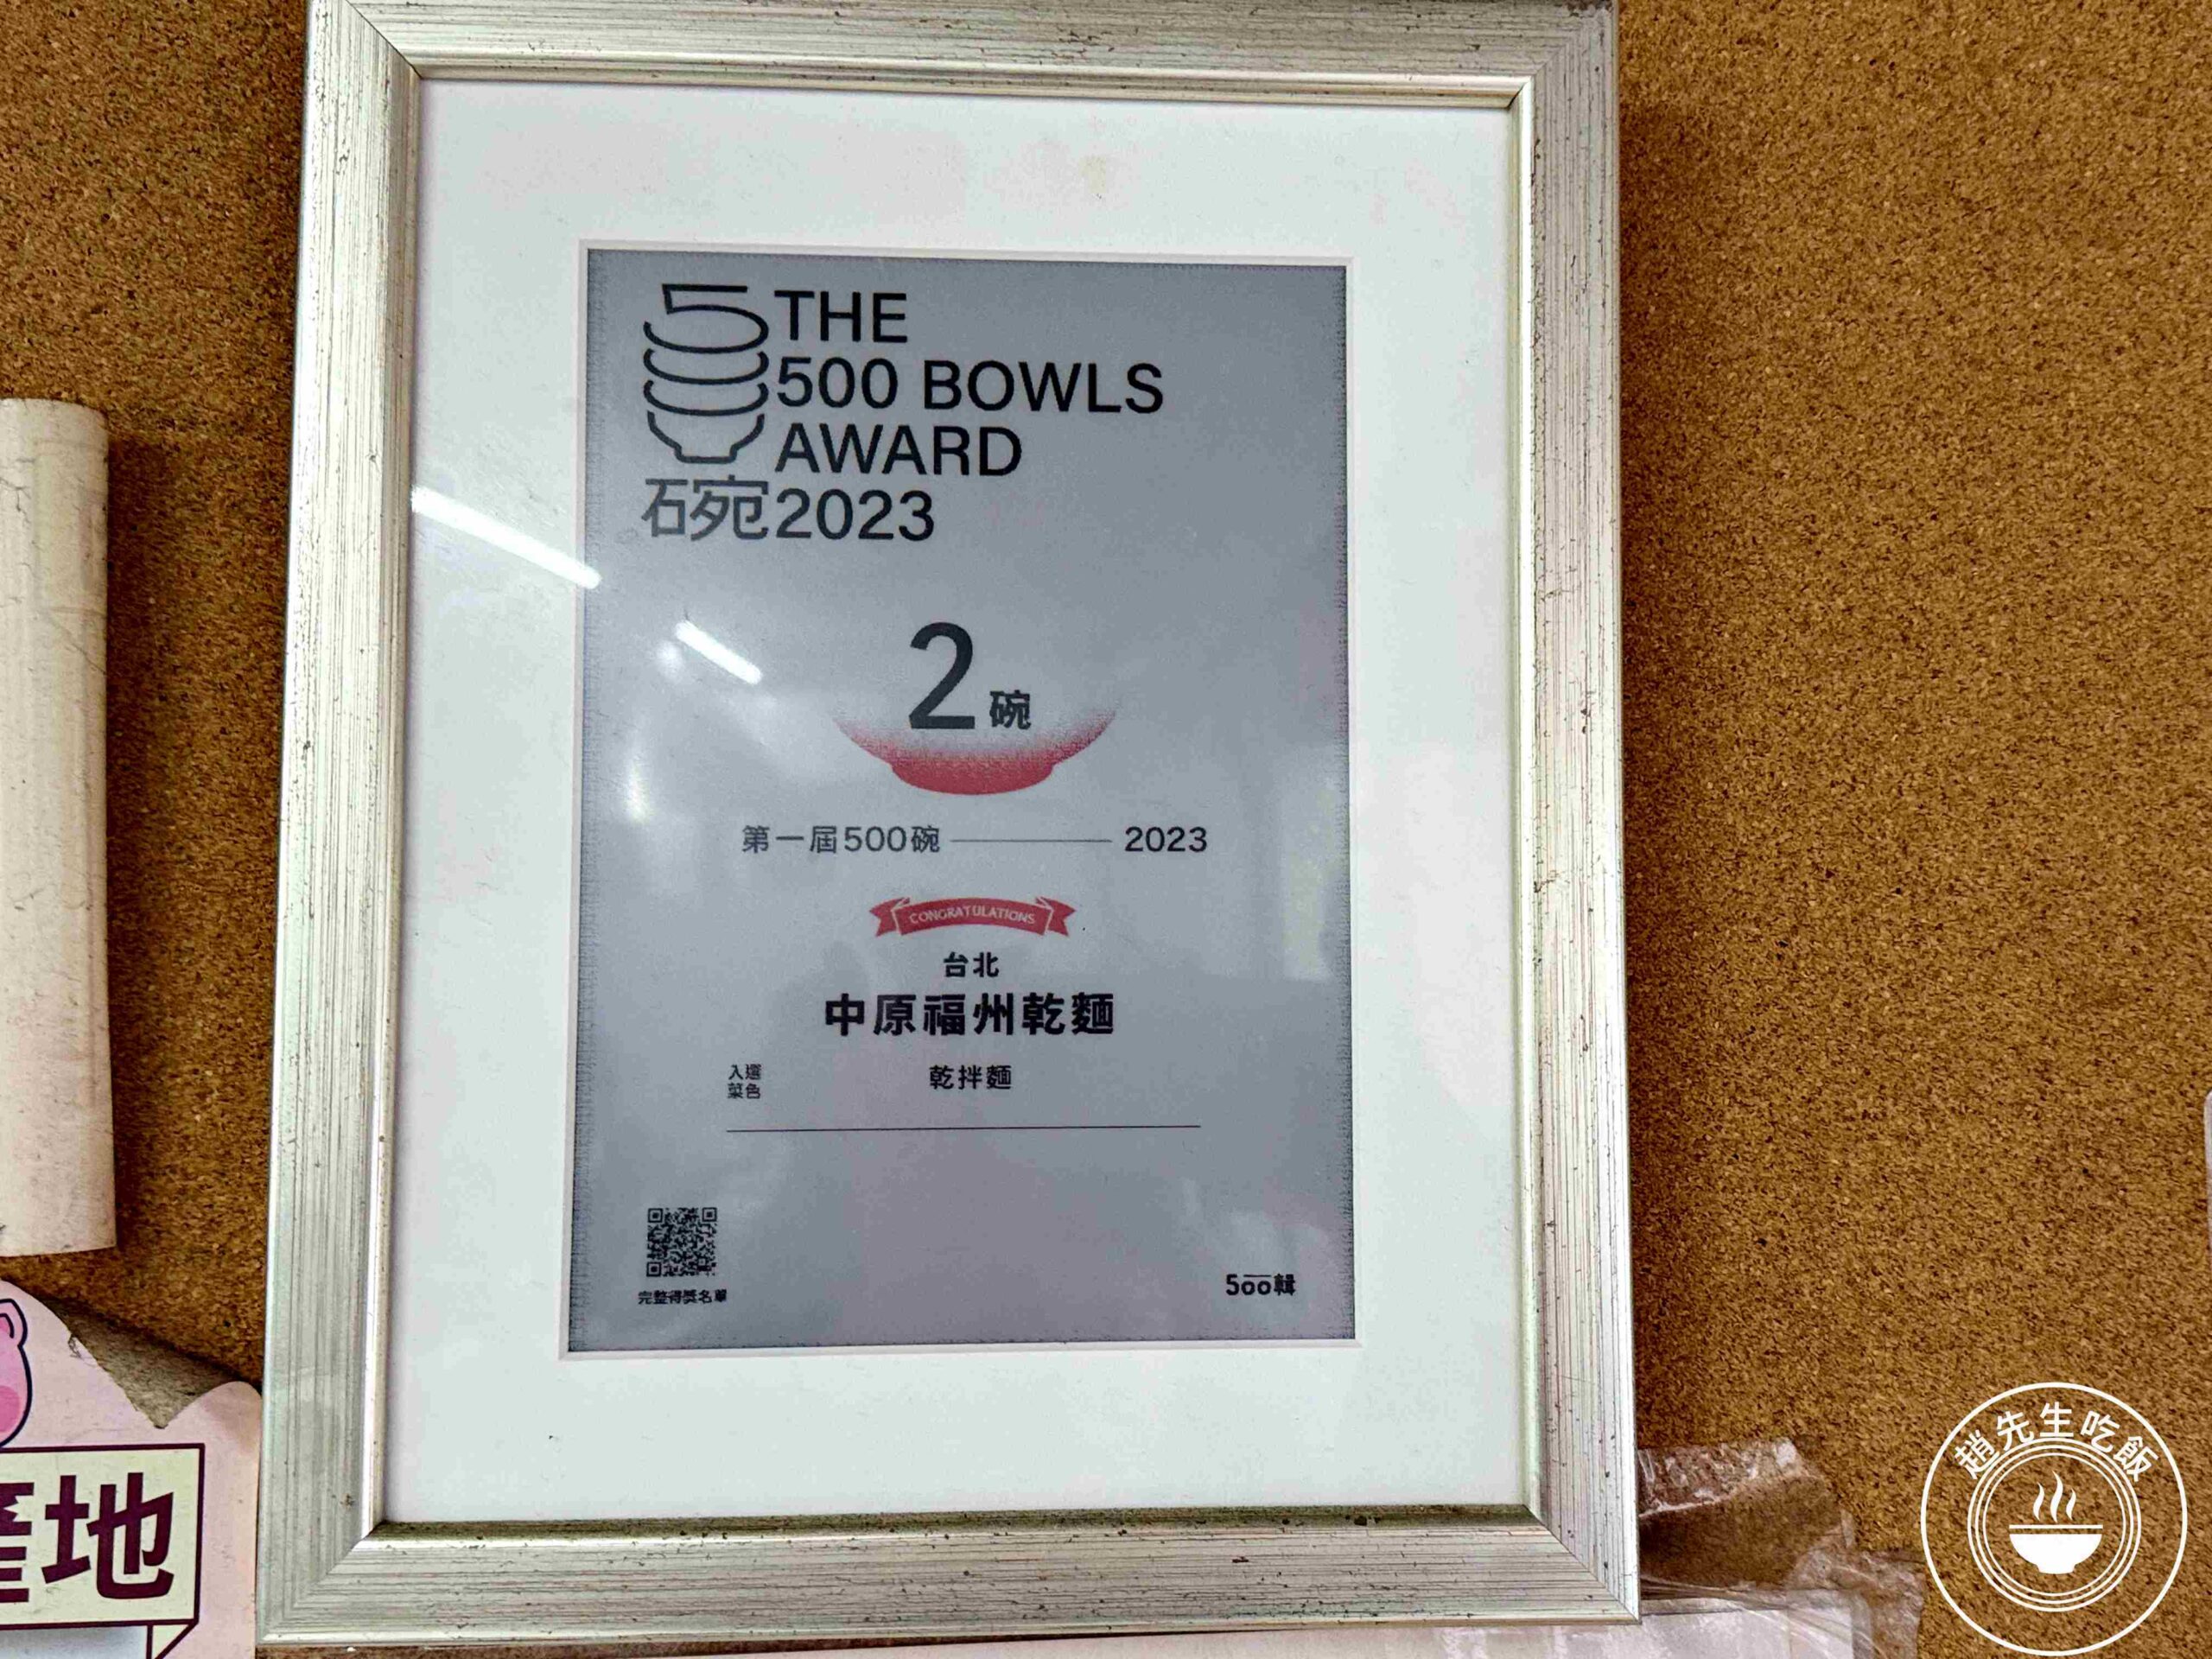 THE
500 BOWLS
AWARD
碗2023
2碗
第一屆500碗 2023
CONGRATULATIONS
台北
中原福州乾麵
入選
菜色
乾拌麵
完整得獎名單
500輯
產地
趙先生吃飯